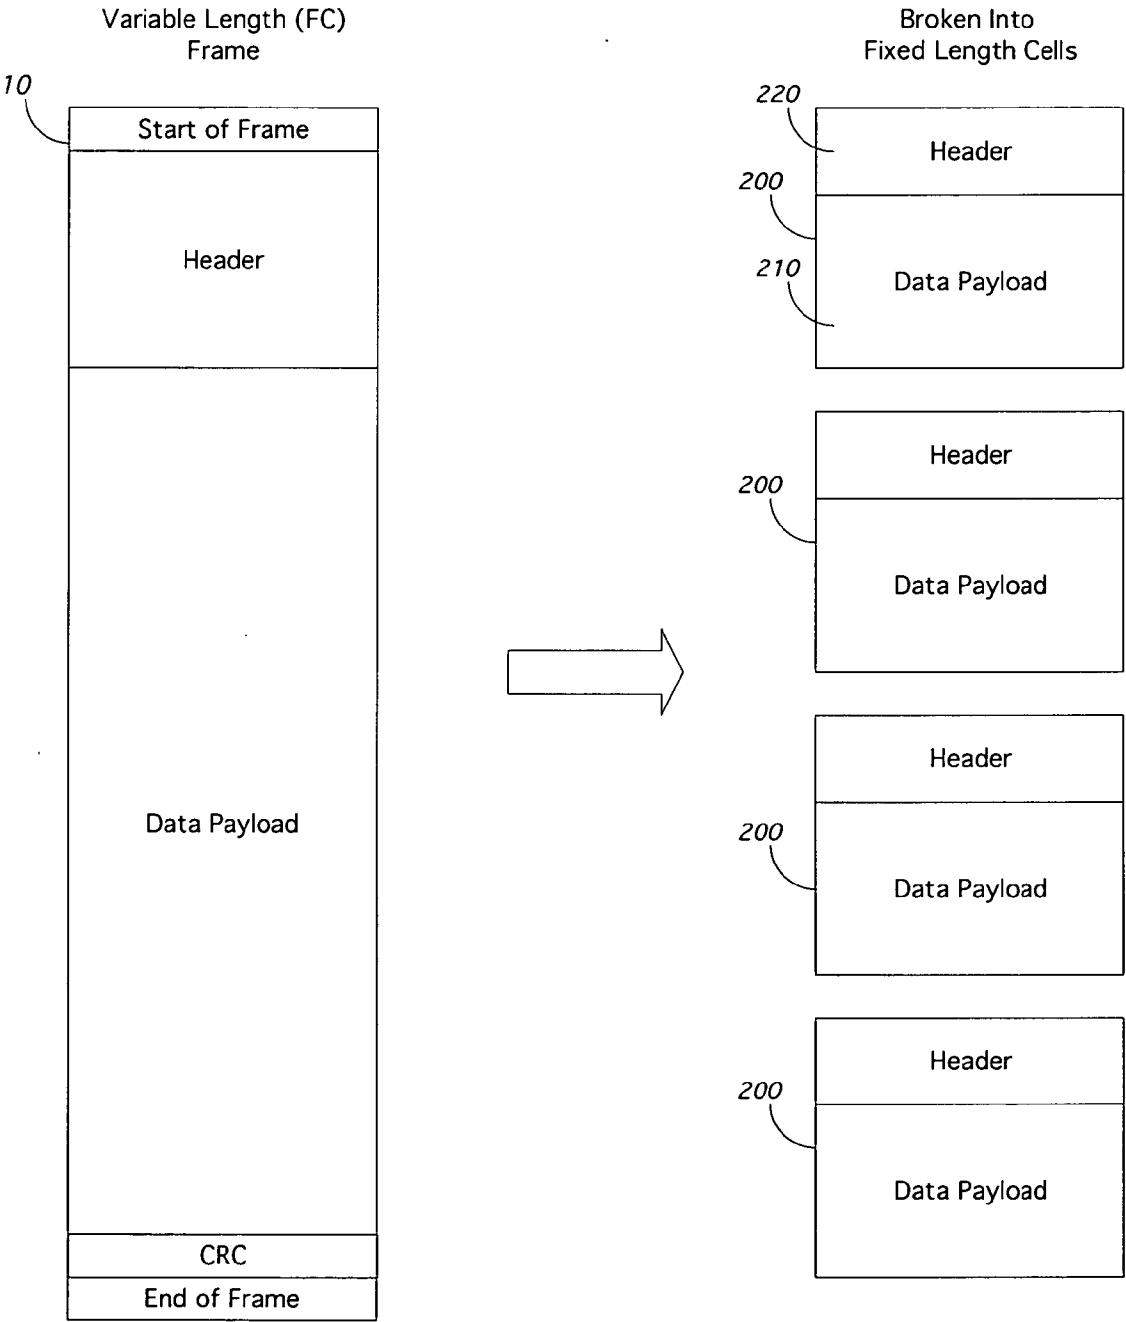 Variable Length (FC)
Frame
10
Start of Frame
Header
Data Payload
CRC
End of Frame
Broken Into
Fixed Length Cells
220
Header
200
210
Data Payload
Header
200
Data Payload
Header
200
Data Payload
Header
200
Data Payload